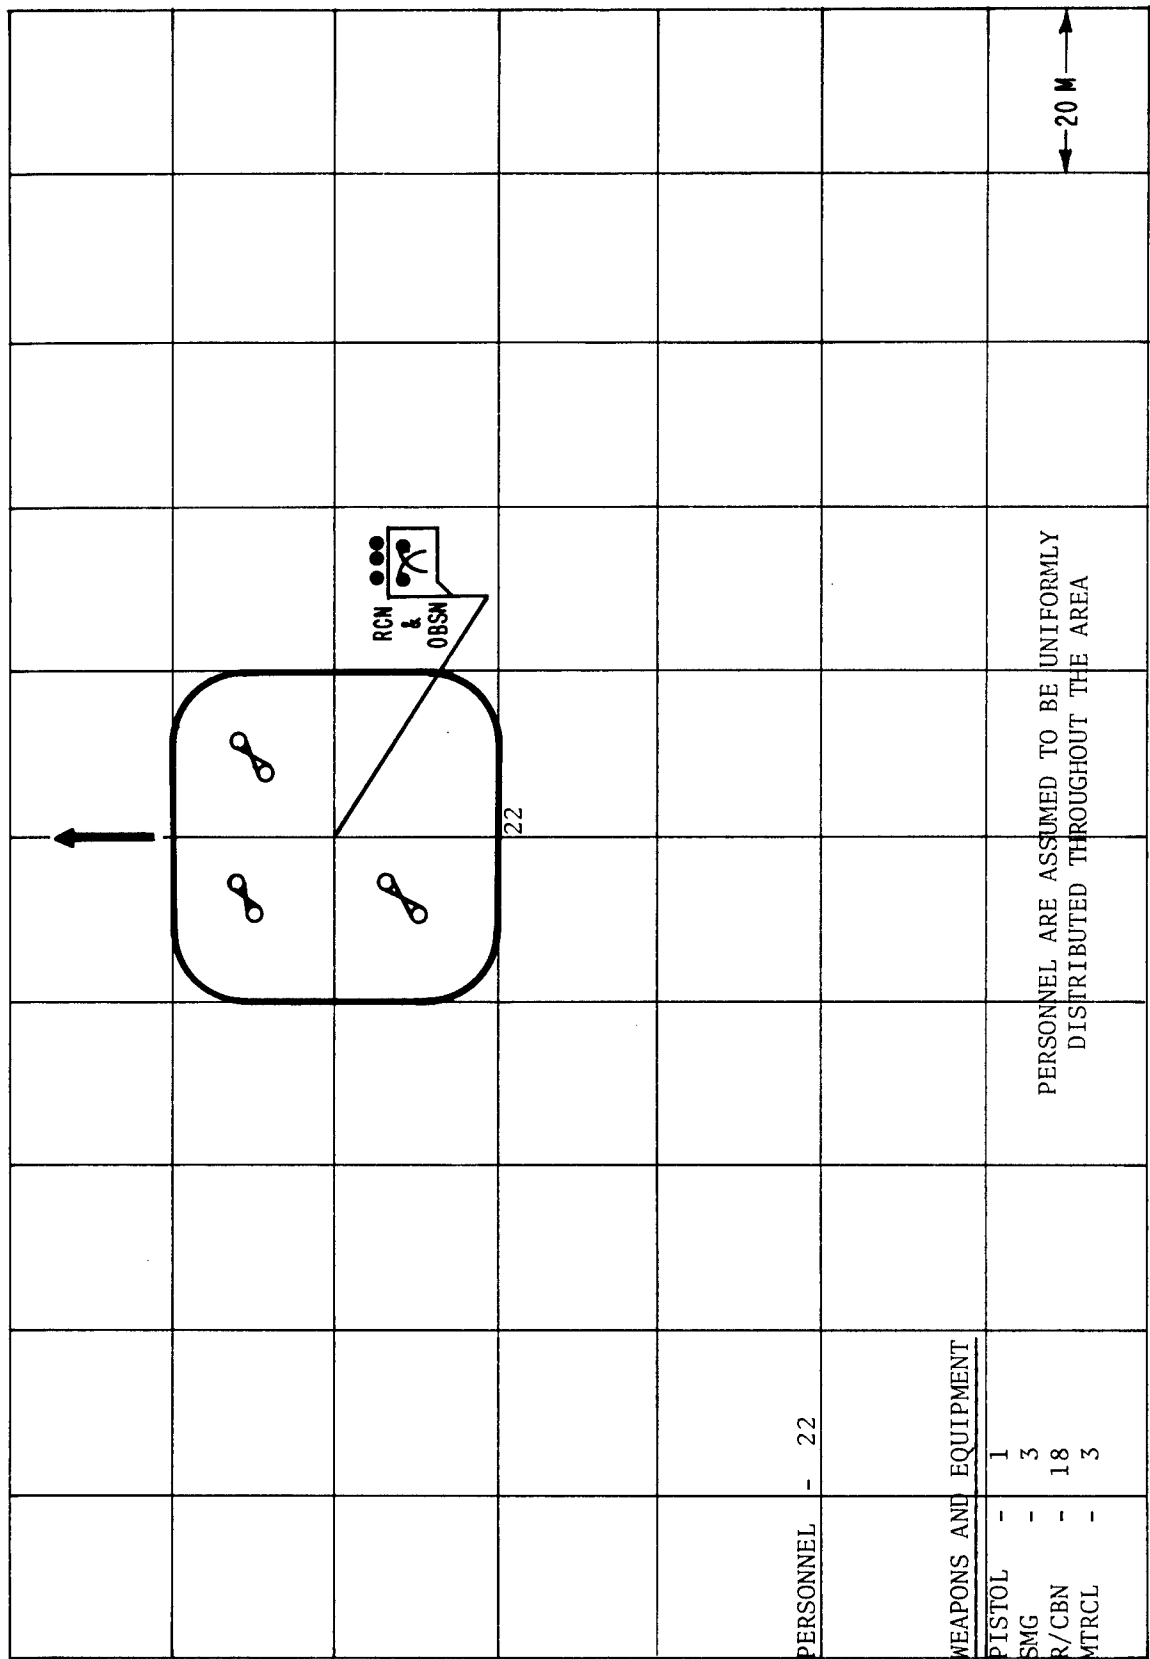 RCN
&
OBSN
22
PERSONNEL - 22
WEAPONS AND EQUIPMENT
PISTOL - 1
SMG - 3
R/CBN - 18
MTRCL - 3
PERSONNEL ARE ASSUMED TO BE UNIFORMLY
DISTRIBUTED THROUGHOUT THE AREA
20 M